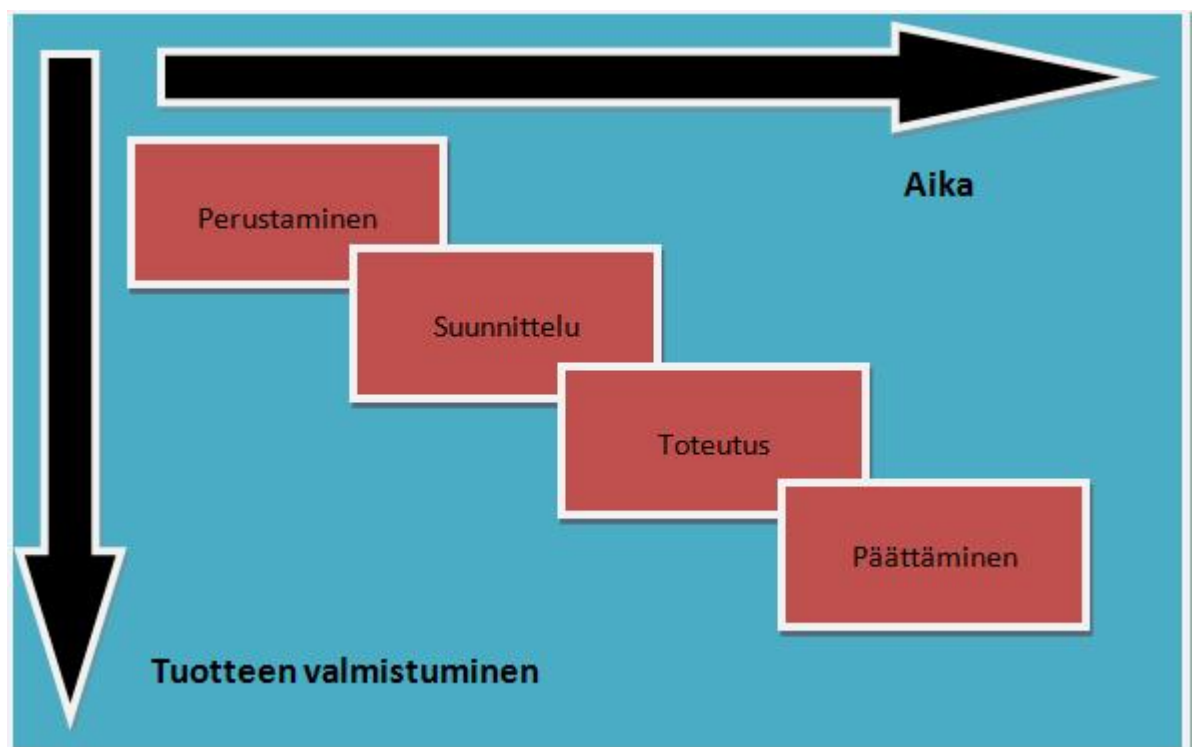 Aika
Perustaminen
Suunnittelu
Toteutus
Päättäminen
Tuotteen valmistuminen